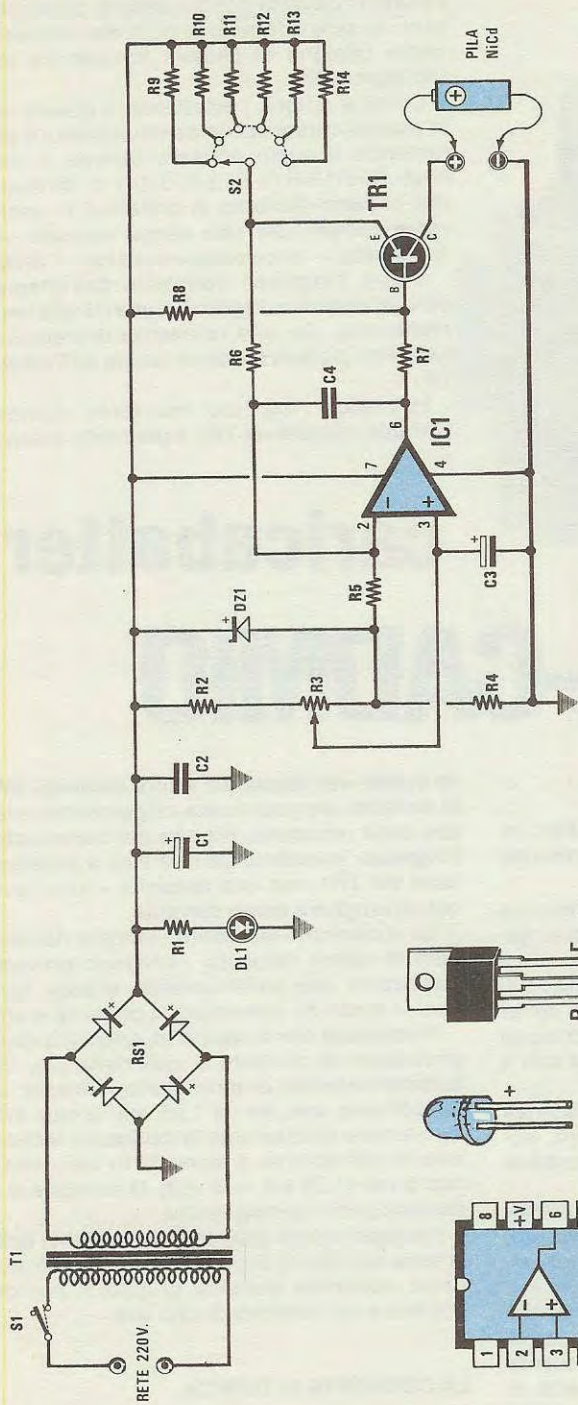 S1
T1
RETE 220V.
RS1
R1
DL1
C1
C2
R2
R3
R4
DZ1
R5
2
3
-
+
7
4
6
IC1
C3
C4
R6
R7
R8
S2
R9
R10
R11
R12
R13
R14
TR1
B
E
C
PILA
NiCd
1
2
3
8
+V
6
+
B
E